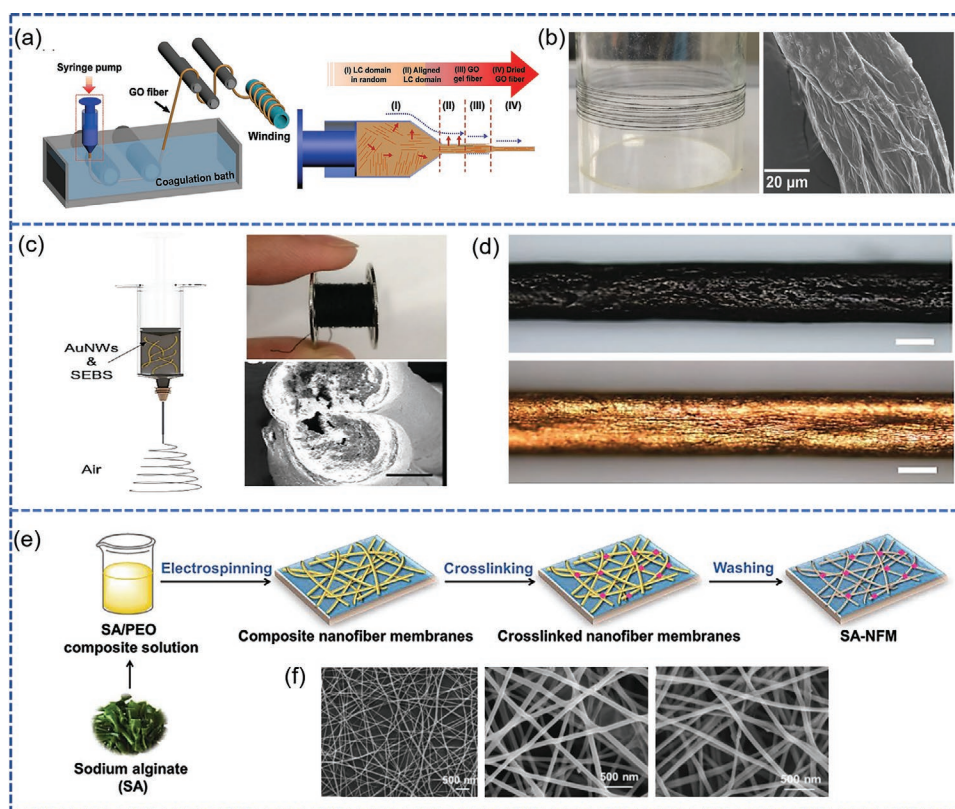 (a)
Syringe pump
GO fiber
Winding
Coagulation bath
(I) LC domain
in random
(II) Aligned
LC domain
(III) GO
gel fiber
(IV) Dried
GO fiber
(I)
(II)
(III)
(IV)
(b)
20 µm
(c)
AuNWs
&
SEBS
Air
(d)
(e)
SA/PEO
composite solution
Sodium alginate
(SA)
Electrospinning
Composite nanofiber membranes
Crosslinking
Crosslinked nanofiber membranes
Washing
SA-NFM
(f)
500 nm
500 nm
500 nm